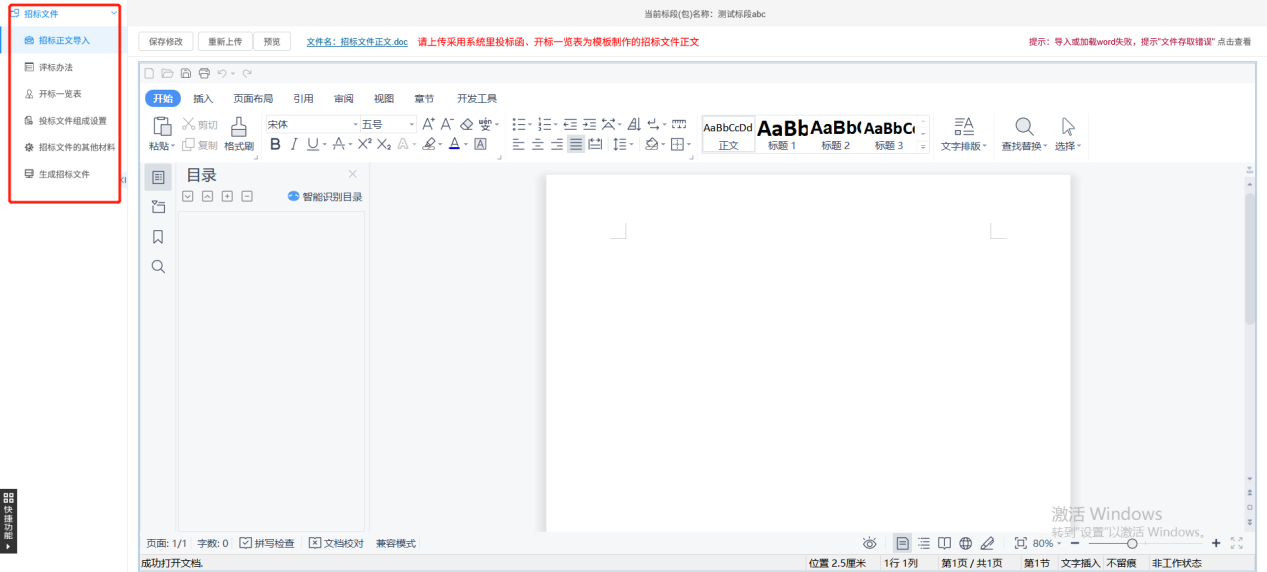 招标文件
当前标段(包)名称: 测试标段abc
招标正文导入
评标办法
开标一览表
投标文件组成设置
招标文件的其他材料
生成招标文件
快捷功能
保存修改 重新上传 预览 文件名: 招标文件正文.doc 请上传采用系统里投标函、开标一览表为模板制作的招标文件正文 提示: 导入或加载word失败, 提示"文件存取错误" 点击查看
开始 插入 页面布局 引用 审阅 视图 章节 开发工具
剪切 宋体 五号 AaBbCcDd AaBb AaBb( AaBbC
粘贴 复制 格式刷 B I U A X² X₂ A A A 正文 标题 1 标题 2 标题 3 文字排版 查找替换 选择
目录
智能识别目录
激活 Windows
转到"设置"以激活 Windows。
页面: 1/1 字数: 0 拼写检查 文档校对 兼容模式 80%
成功打开文档. 位置 2.5厘米 1行 1列 第1页 / 共1页 第1节 文字插入 不留痕 非工作状态